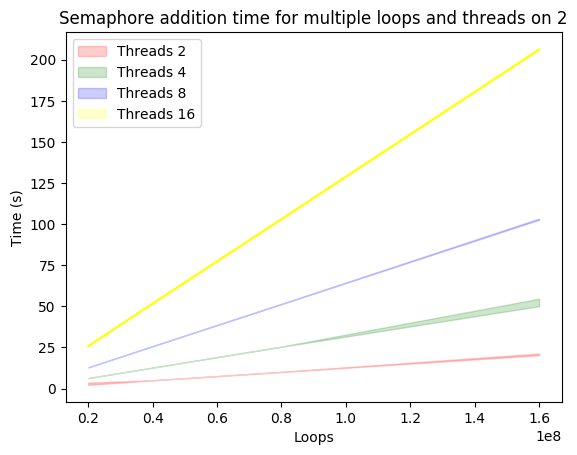 Semaphore addition time for multiple loops and threads on 2
Threads 2
Threads 4
Threads 8
Threads 16
200
175
150
125
100
75
50
25
0
Time (s)
0.2
0.4
0.6
0.8
1.0
1.2
1.4
1.6
1e8
Loops